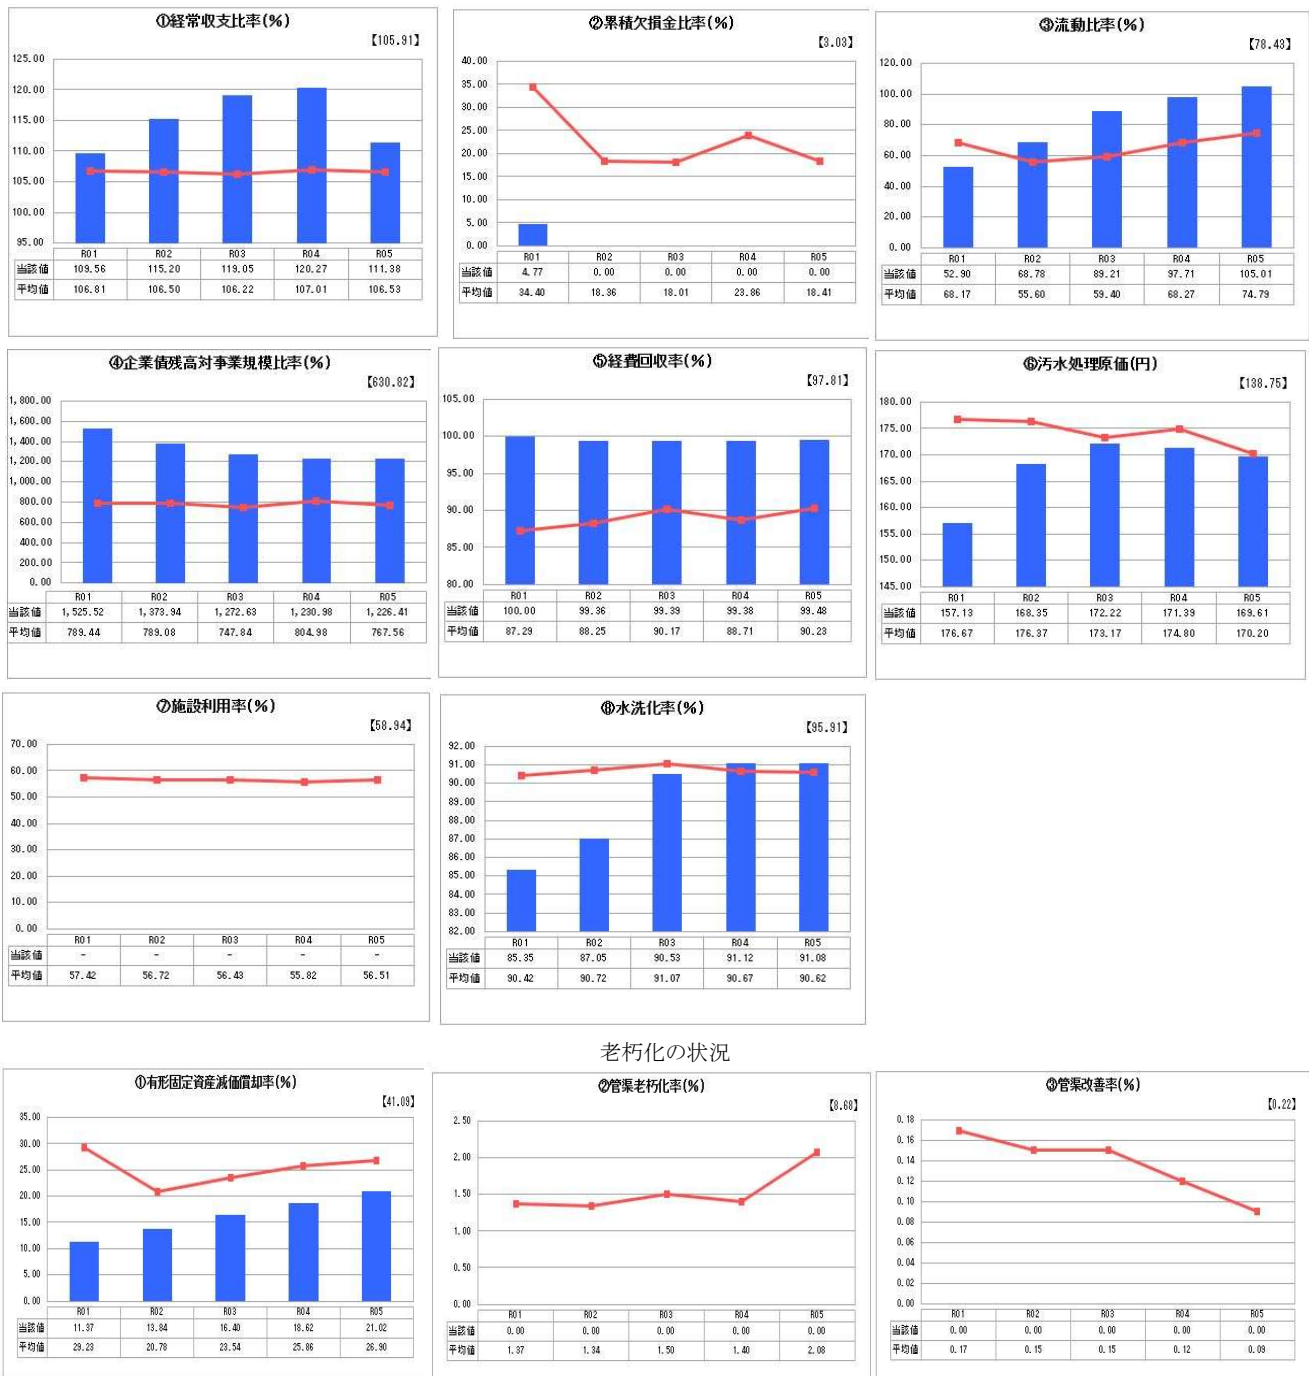 ①経常収支比率(%)
【105.91】
125.00
120.00
115.00
110.00
105.00
100.00
95.00
R01 R02 R03 R04 R05
当該値 109.56 115.20 119.05 120.27 111.38
平均値 106.81 106.50 106.22 107.01 106.53
②累積欠損金比率(%)
【3.03】
40.00
35.00
30.00
25.00
20.00
15.00
10.00
5.00
0.00
R01 R02 R03 R04 R05
当該値 4.77 0.00 0.00 0.00 0.00
平均値 34.40 18.36 18.01 23.86 18.41
③流動比率(%)
【78.43】
120.00
100.00
80.00
60.00
40.00
20.00
0.00
R01 R02 R03 R04 R05
当該値 52.90 68.78 89.21 97.71 105.01
平均値 68.17 55.60 59.40 68.27 74.79
④企業債残高対事業規模比率(%)
【630.82】
1,800.00
1,600.00
1,400.00
1,200.00
1,000.00
800.00
600.00
400.00
200.00
0.00
R01 R02 R03 R04 R05
当該値 1,525.52 1,373.94 1,272.63 1,230.98 1,226.41
平均値 789.44 789.08 747.84 804.98 767.56
⑤経費回収率(%)
【97.81】
105.00
100.00
95.00
90.00
85.00
80.00
R01 R02 R03 R04 R05
当該値 100.00 99.36 99.39 99.38 99.48
平均値 87.29 88.25 90.17 88.71 90.23
⑥汚水処理原価(円)
【138.75】
180.00
175.00
170.00
165.00
160.00
155.00
150.00
145.00
R01 R02 R03 R04 R05
当該値 157.13 168.35 172.22 171.39 169.61
平均値 176.67 176.37 173.17 174.80 170.20
⑦施設利用率(%)
【58.94】
70.00
60.00
50.00
40.00
30.00
20.00
10.00
0.00
R01 R02 R03 R04 R05
当該値 - - - - -
平均値 57.42 56.72 56.43 55.82 56.51
⑧水洗化率(%)
【95.91】
92.00
91.00
90.00
89.00
88.00
87.00
86.00
85.00
84.00
83.00
82.00
R01 R02 R03 R04 R05
当該値 85.35 87.05 90.53 91.12 91.08
平均値 90.42 90.72 91.07 90.67 90.62
老朽化の状況
①有形固定資産減価償却率(%)
【41.09】
35.00
30.00
25.00
20.00
15.00
10.00
5.00
0.00
R01 R02 R03 R04 R05
当該値 11.37 13.84 16.40 18.62 21.02
平均値 29.23 20.78 23.54 25.86 26.90
②管渠老朽化率(%)
【8.68】
2.50
2.00
1.50
1.00
0.50
0.00
R01 R02 R03 R04 R05
当該値 0.00 0.00 0.00 0.00 0.00
平均値 1.37 1.34 1.50 1.40 2.08
③管渠改善率(%)
【0.22】
0.18
0.16
0.14
0.12
0.10
0.08
0.06
0.04
0.02
0.00
R01 R02 R03 R04 R05
当該値 0.00 0.00 0.00 0.00 0.00
平均値 0.17 0.15 0.15 0.12 0.09